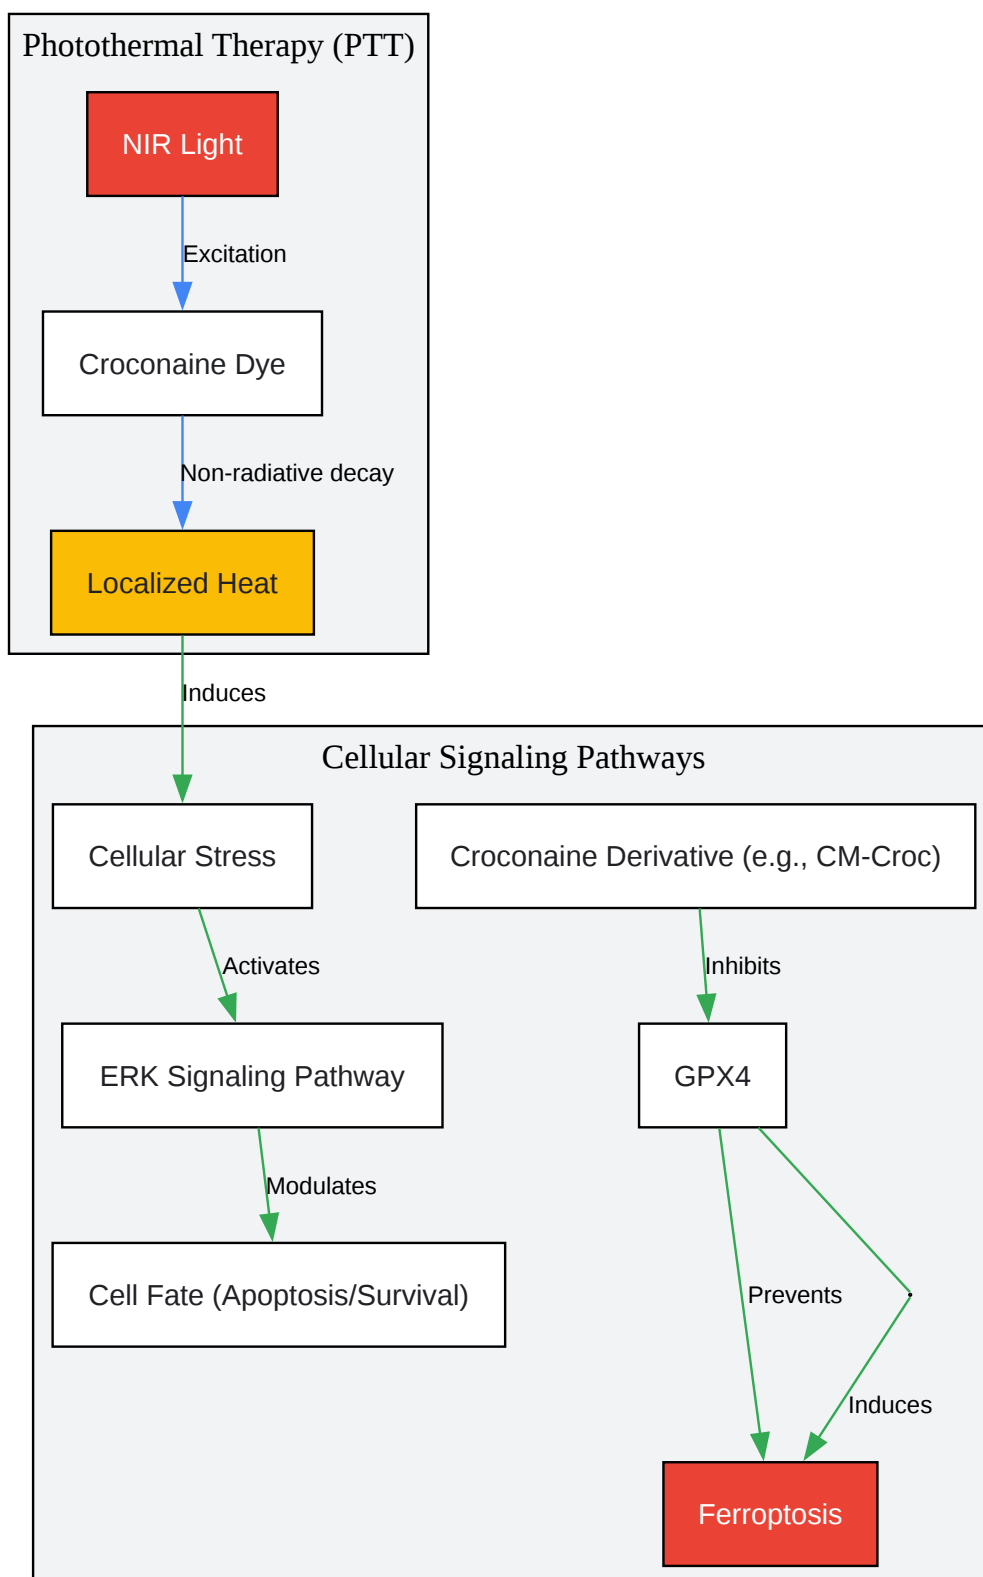 Photothermal Therapy (PTT)
NIR Light
Excitation
Croconaine Dye
Non-radiative decay
Localized Heat
Induces
Cellular Signaling Pathways
Cellular Stress
Croconaine Derivative (e.g., CM-Croc)
Activates
Inhibits
ERK Signaling Pathway
GPX4
Modulates
Cell Fate (Apoptosis/Survival)
Prevents
Induces
Ferroptosis